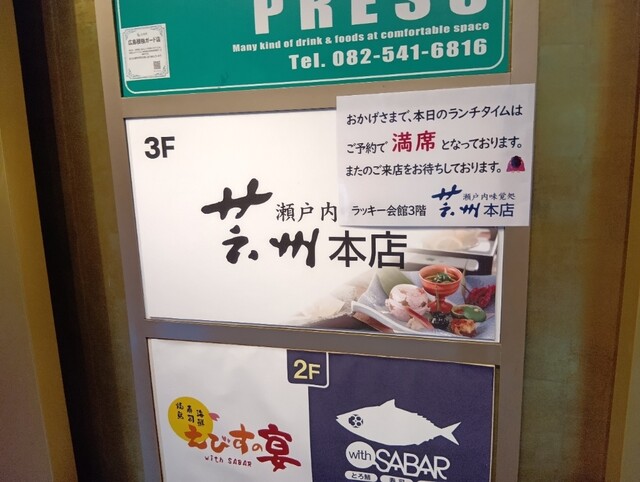 PRESS
Many kind of drink & foods at comfortable space
Tel. 082-541-6816
おかげさまで、本日のランチタイムは
ご予約で 満席 となっております。
またのご来店をお待ちしております。
ラッキー会館3階
瀬戸内味覚処
芸州本店
3F
瀬戸内
芸州本店
2F
えびすの宴
with SABAR
with SABAR
とろ鯖